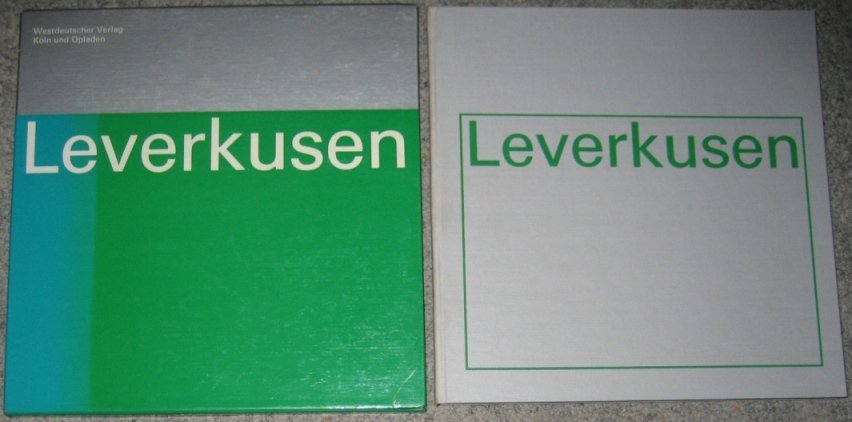 Westdeutscher Verlag
Köln und Opladen
Leverkusen
Leverkusen